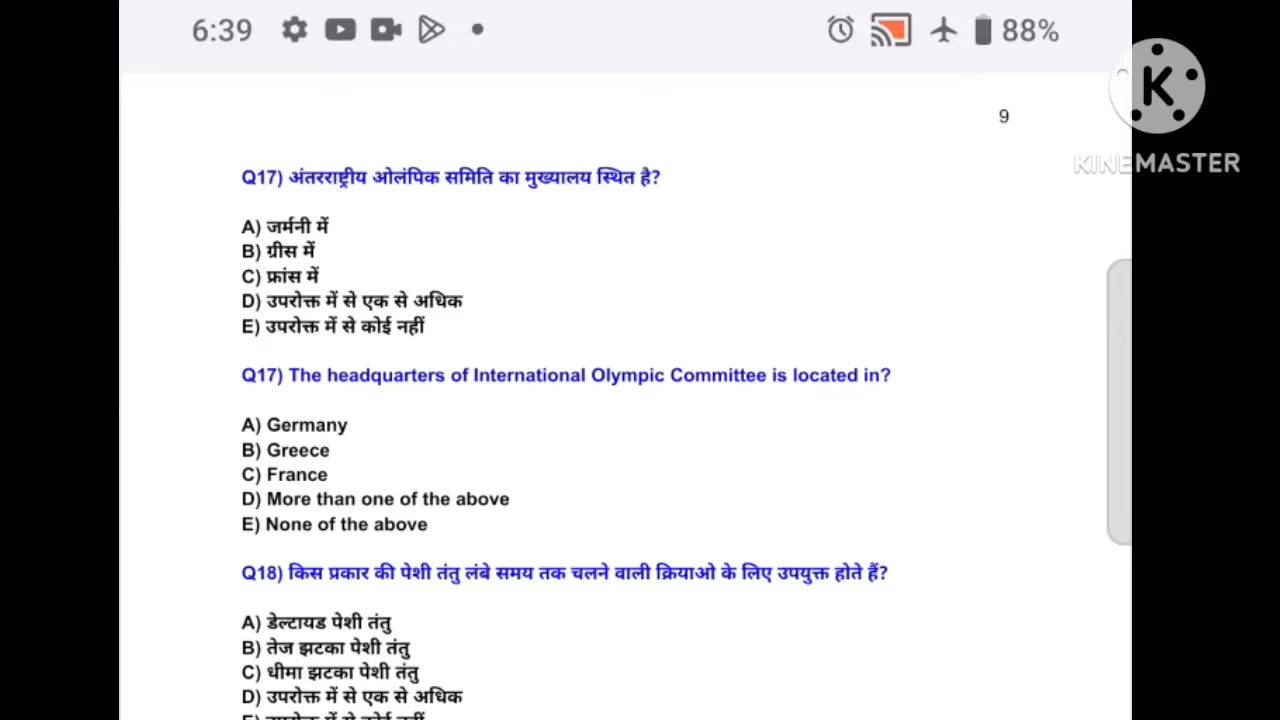 6:39
88%
9
K
KINEMASTER
Q17) अंतरराष्ट्रीय ओलंपिक समिति का मुख्यालय स्थित है?
A) जर्मनी में
B) ग्रीस में
C) फ्रांस में
D) उपरोक्त में से एक से अधिक
E) उपरोक्त में से कोई नहीं
Q17) The headquarters of International Olympic Committee is located in?
A) Germany
B) Greece
C) France
D) More than one of the above
E) None of the above
Q18) किस प्रकार की पेशी तंतु लंबे समय तक चलने वाली क्रियाओ के लिए उपयुक्त होते हैं?
A) डेल्टायड पेशी तंतु
B) तेज झटका पेशी तंतु
C) धीमा झटका पेशी तंतु
D) उपरोक्त में से एक से अधिक